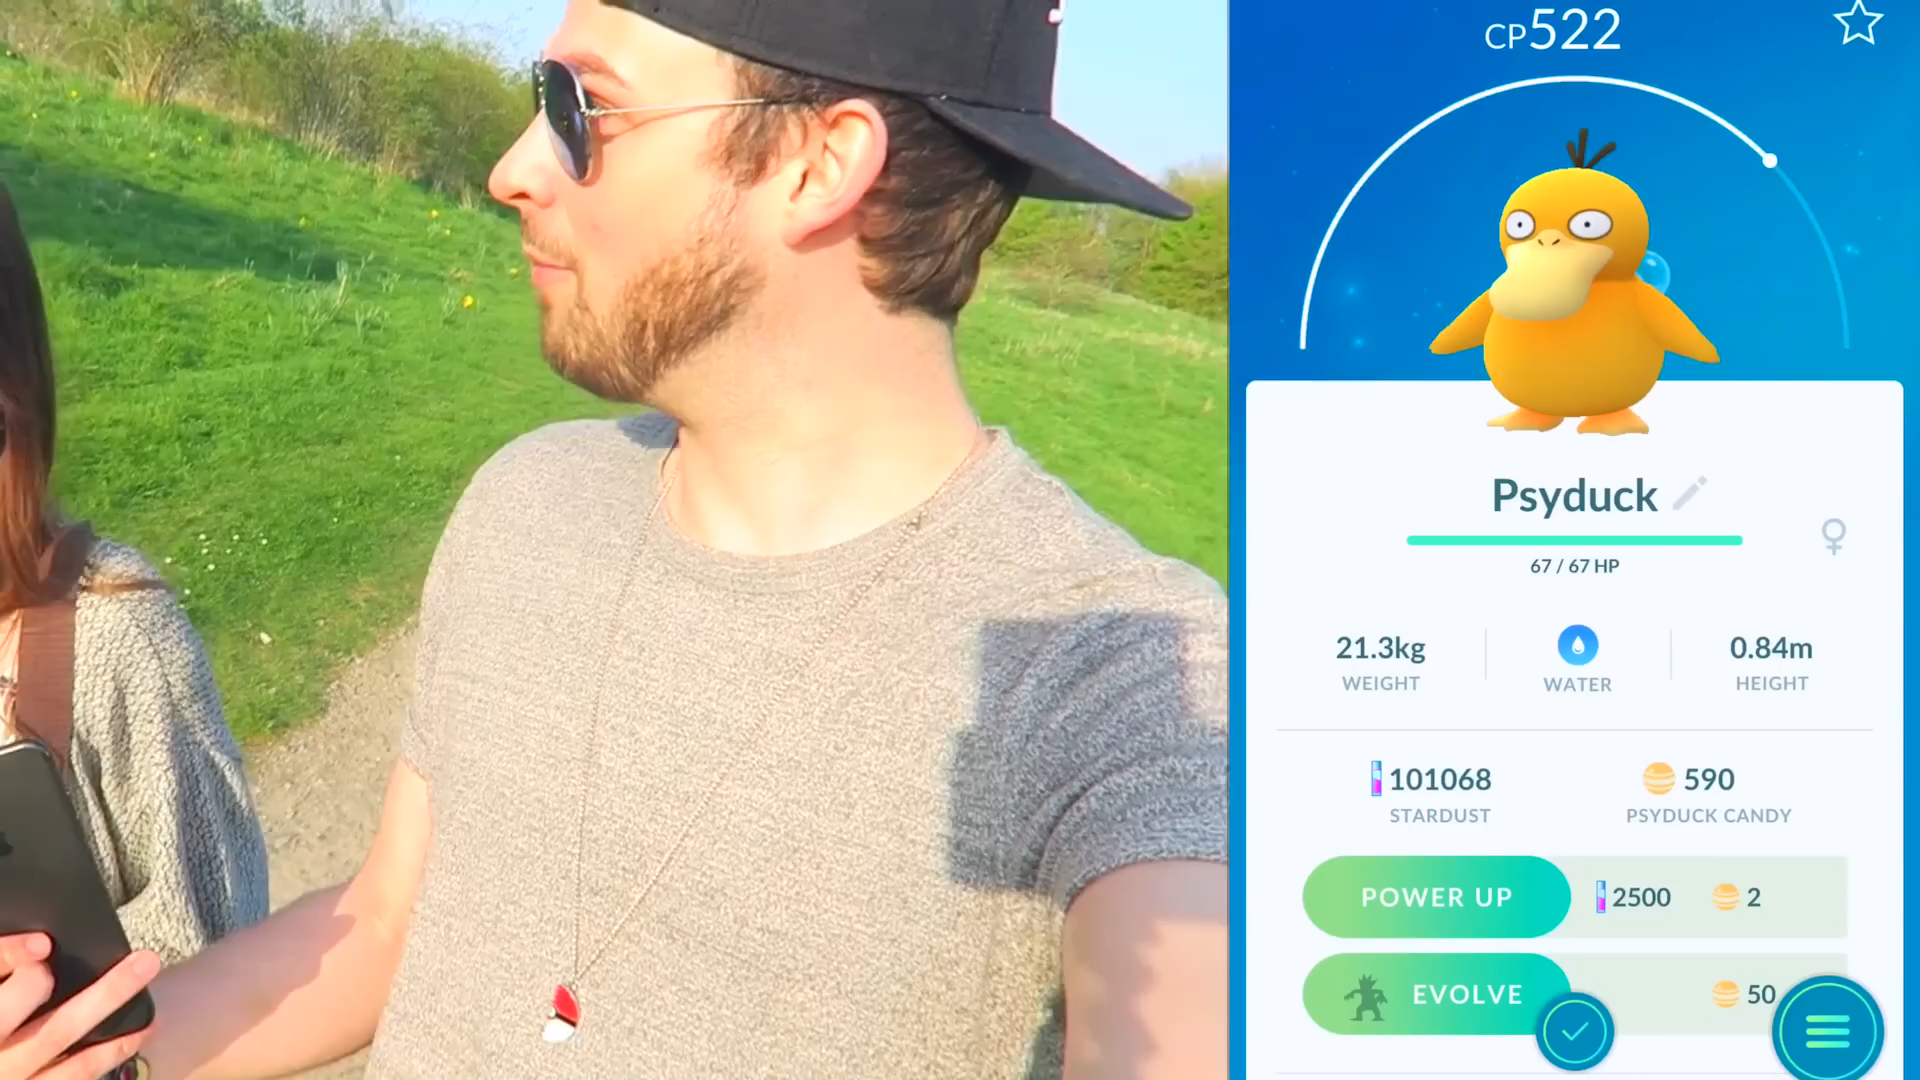 CP522
Psyduck
67 / 67 HP
21.3kg
WEIGHT
WATER
0.84m
HEIGHT
101068
STARDUST
590
PSYDUCK CANDY
POWER UP 2500 2
EVOLVE 50